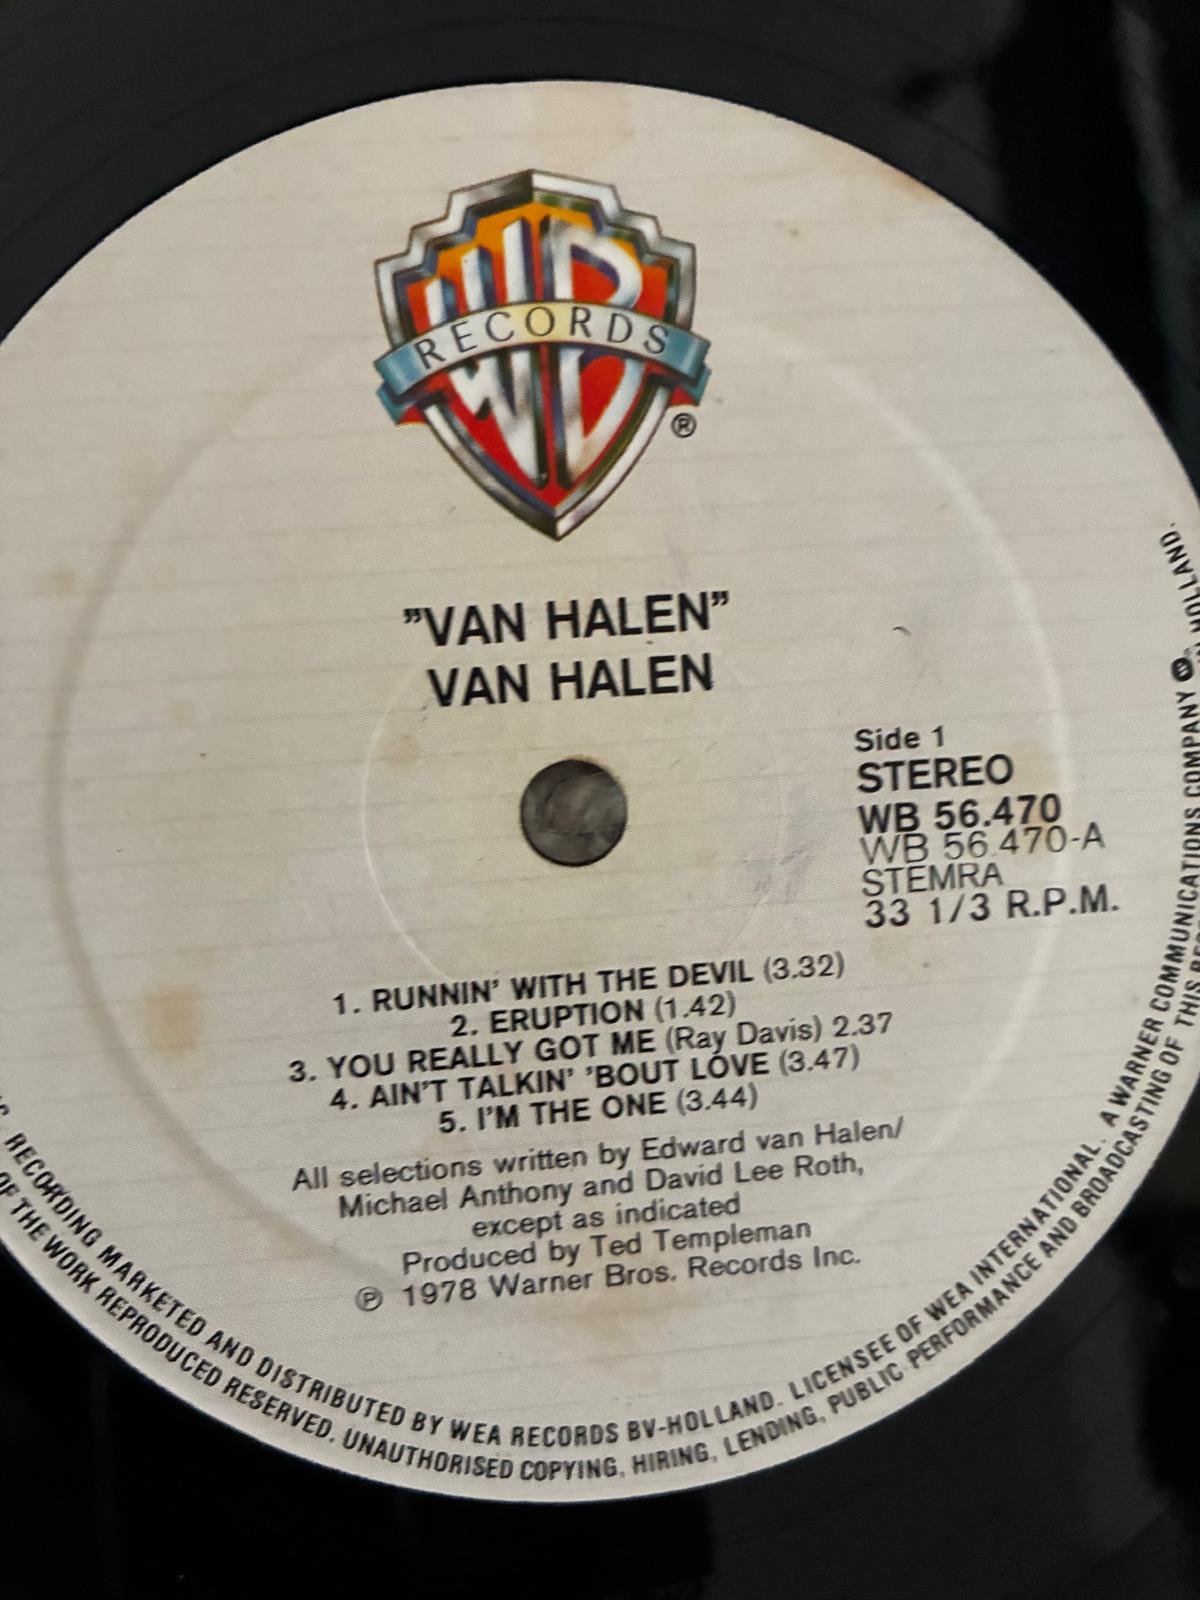 WB
RECORDS
®
”VAN HALEN”
VAN HALEN
Side 1
STEREO
WB 56.470
WB 56.470-A
STEMRA
33 1/3 R.P.M.
1. RUNNIN' WITH THE DEVIL (3.32)
2. ERUPTION (1.42)
3. YOU REALLY GOT ME (Ray Davis) 2.37
4. AIN'T TALKIN' 'BOUT LOVE (3.47)
5. I'M THE ONE (3.44)
All selections written by Edward van Halen/
Michael Anthony and David Lee Roth,
except as indicated
Produced by Ted Templeman
℗ 1978 Warner Bros. Records Inc.
RECORDING MARKETED AND DISTRIBUTED BY WEA RECORDS BV-HOLLAND. LICENSEE OF WEA INTERNATIONAL. A WARNER COMMUNICATIONS COMPANY
OF THE WORK REPRODUCED RESERVED. UNAUTHORISED COPYING, HIRING, LENDING, PUBLIC PERFORMANCE AND BROADCASTING OF THIS
HOLLAND.